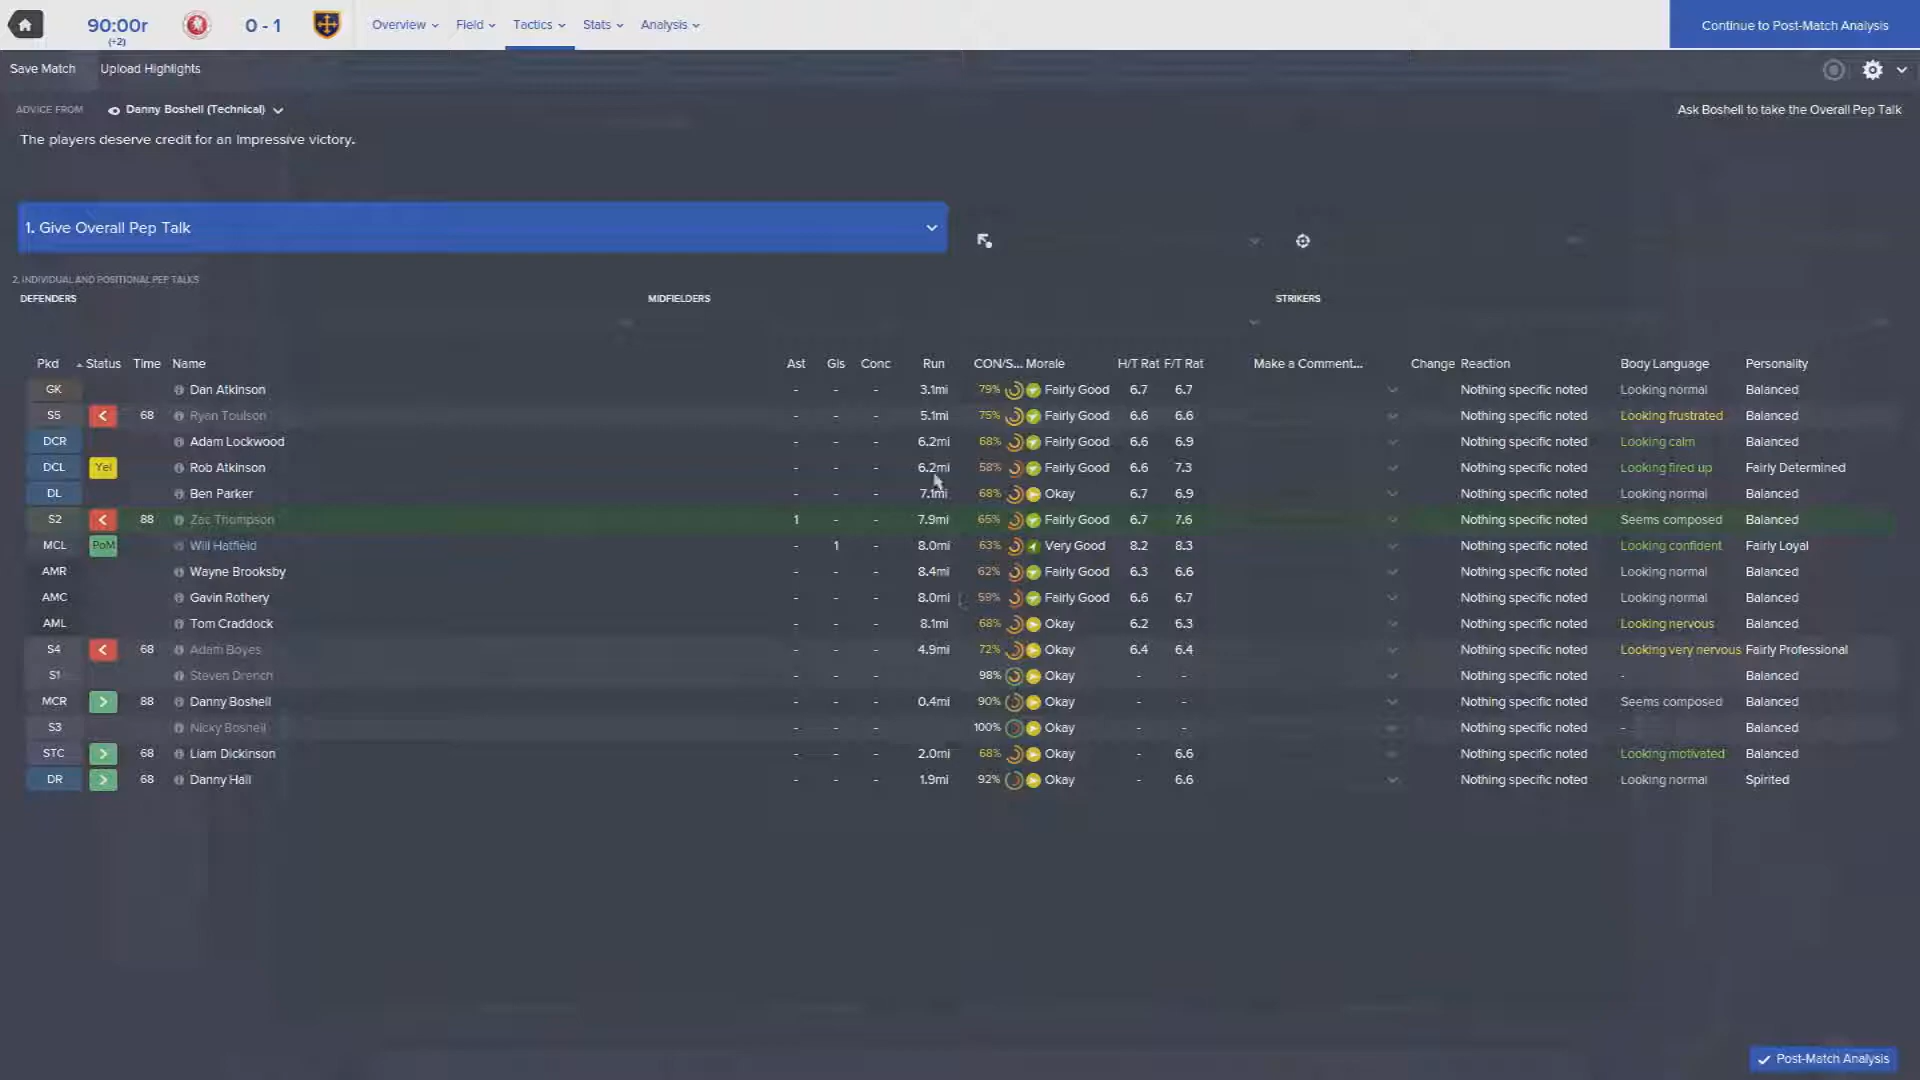 90:00r
(+2)
0 - 1
Overview
Field
Tactics
Stats
Analysis
Continue to Post-Match Analysis
Save Match Upload Highlights
ADVICE FROM Danny Boshell (Technical)
Ask Boshell to take the Overall Pep Talk
The players deserve credit for an impressive victory.
1. Give Overall Pep Talk
2. INDIVIDUAL AND POSITIONAL PEP TALKS
DEFENDERS MIDFIELDERS STRIKERS
Pkd Status Time Name Ast Gls Conc Run CON/S... Morale H/T Rat F/T Rat Make a Comment... Change Reaction Body Language Personality
GK Dan Atkinson - - - 3.1mi 79% Fairly Good 6.7 6.7 Nothing specific noted Looking normal Balanced
S5 < 68 Ryan Toulson - - - 5.1mi 75% Fairly Good 6.6 6.6 Nothing specific noted Looking frustrated Balanced
DCR Adam Lockwood - - - 6.2mi 68% Fairly Good 6.6 6.9 Nothing specific noted Looking calm Balanced
DCL Yel Rob Atkinson - - - 6.2mi 58% Fairly Good 6.6 7.3 Nothing specific noted Looking fired up Fairly Determined
DL Ben Parker - - - 7.1mi 68% Okay 6.7 6.9 Nothing specific noted Looking normal Balanced
S2 < 88 Zac Thompson 1 - - 7.9mi 65% Fairly Good 6.7 7.6 Nothing specific noted Seems composed Balanced
MCL PoM Will Hatfield - 1 - 8.0mi 63% Very Good 8.2 8.3 Nothing specific noted Looking confident Fairly Loyal
AMR Wayne Brooksby - - - 8.4mi 62% Fairly Good 6.3 6.6 Nothing specific noted Looking normal Balanced
AMC Gavin Rothery - - - 8.0mi 59% Fairly Good 6.6 6.7 Nothing specific noted Looking normal Balanced
AML Tom Craddock - - - 8.1mi 68% Okay 6.2 6.3 Nothing specific noted Looking nervous Balanced
S4 < 68 Adam Boyes - - - 4.9mi 72% Okay 6.4 6.4 Nothing specific noted Looking very nervous Fairly Professional
S1 Steven Drench - - - 98% Okay - - Nothing specific noted - Balanced
MCR > 88 Danny Boshell - - - 0.4mi 90% Okay - - Nothing specific noted Seems composed Balanced
S3 Nicky Boshell - - - 100% Okay - - Nothing specific noted - Balanced
STC > 68 Liam Dickinson - - - 2.0mi 68% Okay - 6.6 Nothing specific noted Looking motivated Balanced
DR > 68 Danny Hall - - - 1.9mi 92% Okay - 6.6 Nothing specific noted Looking normal Spirited
Post-Match Analysis